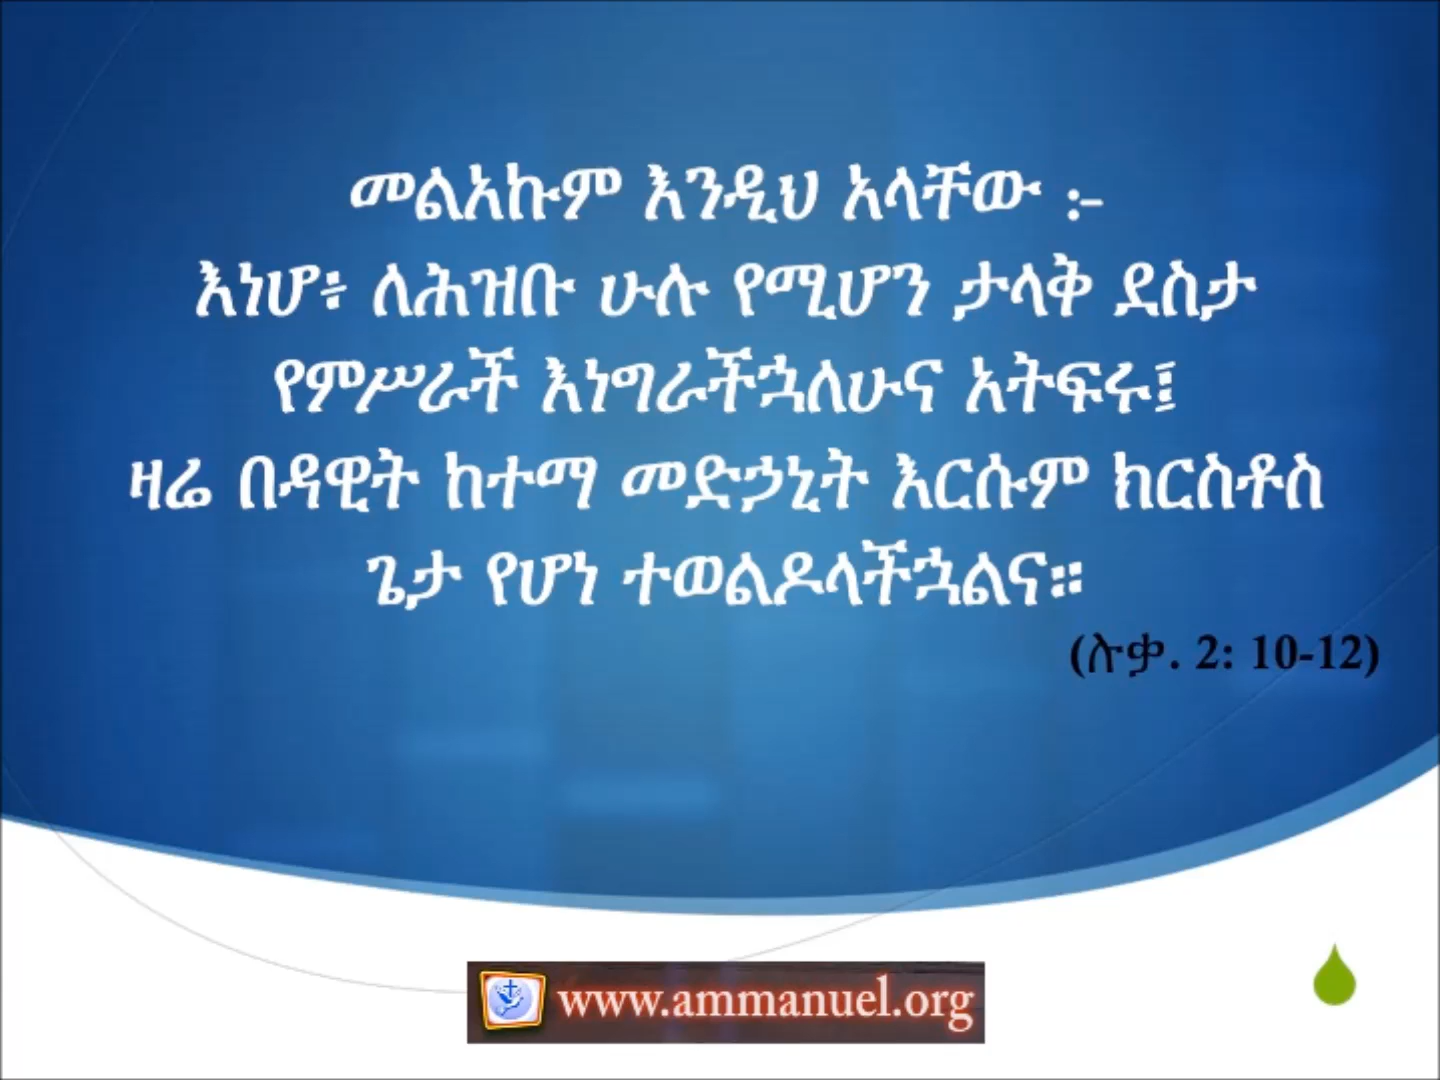 መልአኩም እንዲህ አላቸው ፦
እነሆ፥ ለሕዝቡ ሁሉ የሚሆን ታላቅ ደስታ
የምሥራች እነግራችኋለሁና አትፍሩ፤
ዛሬ በዳዊት ከተማ መድኃኒት እርሱም ክርስቶስ
ጌታ የሆነ ተወልዶላችኋልና።
(ሉቃ. 2: 10-12)
www.ammanuel.org